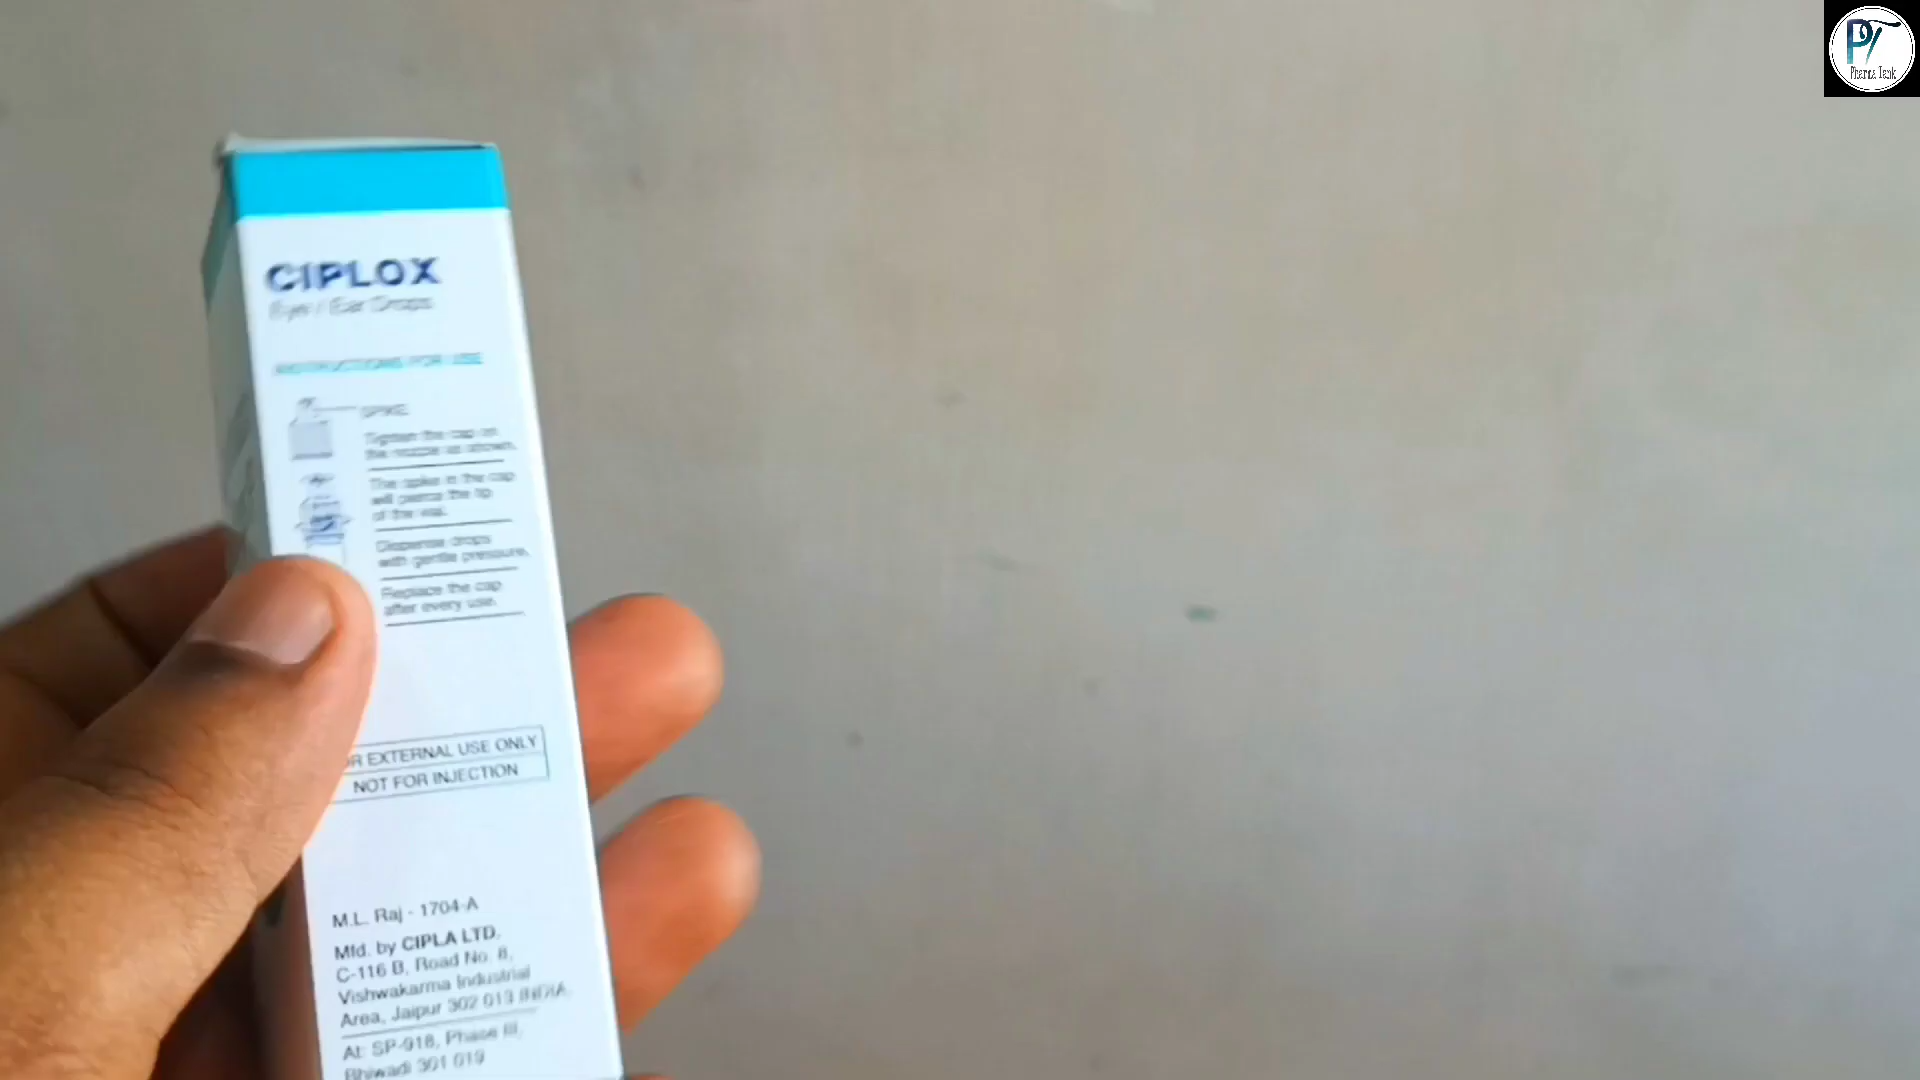 PT
Pharma Tank
CIPLOX
Eye / Ear Drops
INSTRUCTIONS FOR USE
SPIKE
Tighten the cap on
the nozzle as shown.
The spike in the cap
will pierce the tip
of the vial.
Dispense drops
with gentle pressure.
Replace the cap
after every use.
R EXTERNAL USE ONLY
NOT FOR INJECTION
M.L. Raj - 1704-A
Mfd. by CIPLA LTD,
C-116 B, Road No. 8,
Vishwakarma Industrial
Area, Jaipur 302 013 INDIA.
At: SP-918, Phase III,
Bhiwadi 301 019